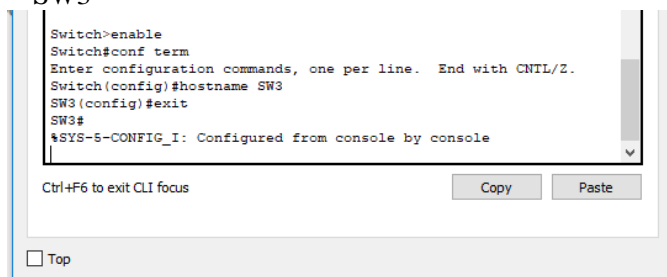 SW3
Switch>enable
Switch#conf term
Enter configuration commands, one per line.  End with CNTL/Z.
Switch(config)#hostname SW3
SW3(config)#exit
SW3#
%SYS-5-CONFIG_I: Configured from console by console
Ctrl+F6 to exit CLI focus
Copy
Paste
Top